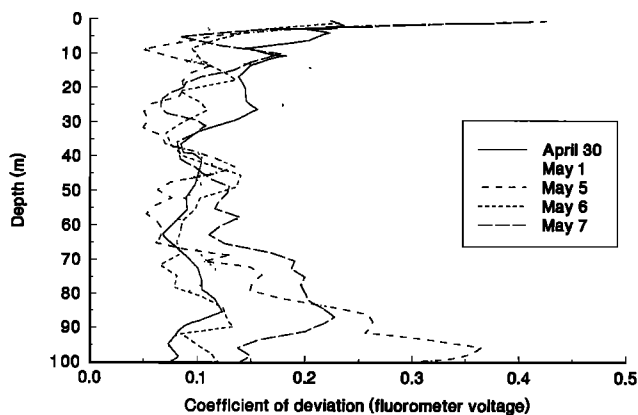 0
10
20
30
40
50
60
70
80
90
100
Depth (m)
0.0 0.1 0.2 0.3 0.4 0.5
Coefficient of deviation (fluorometer voltage)
April 30
May 1
May 5
May 6
May 7